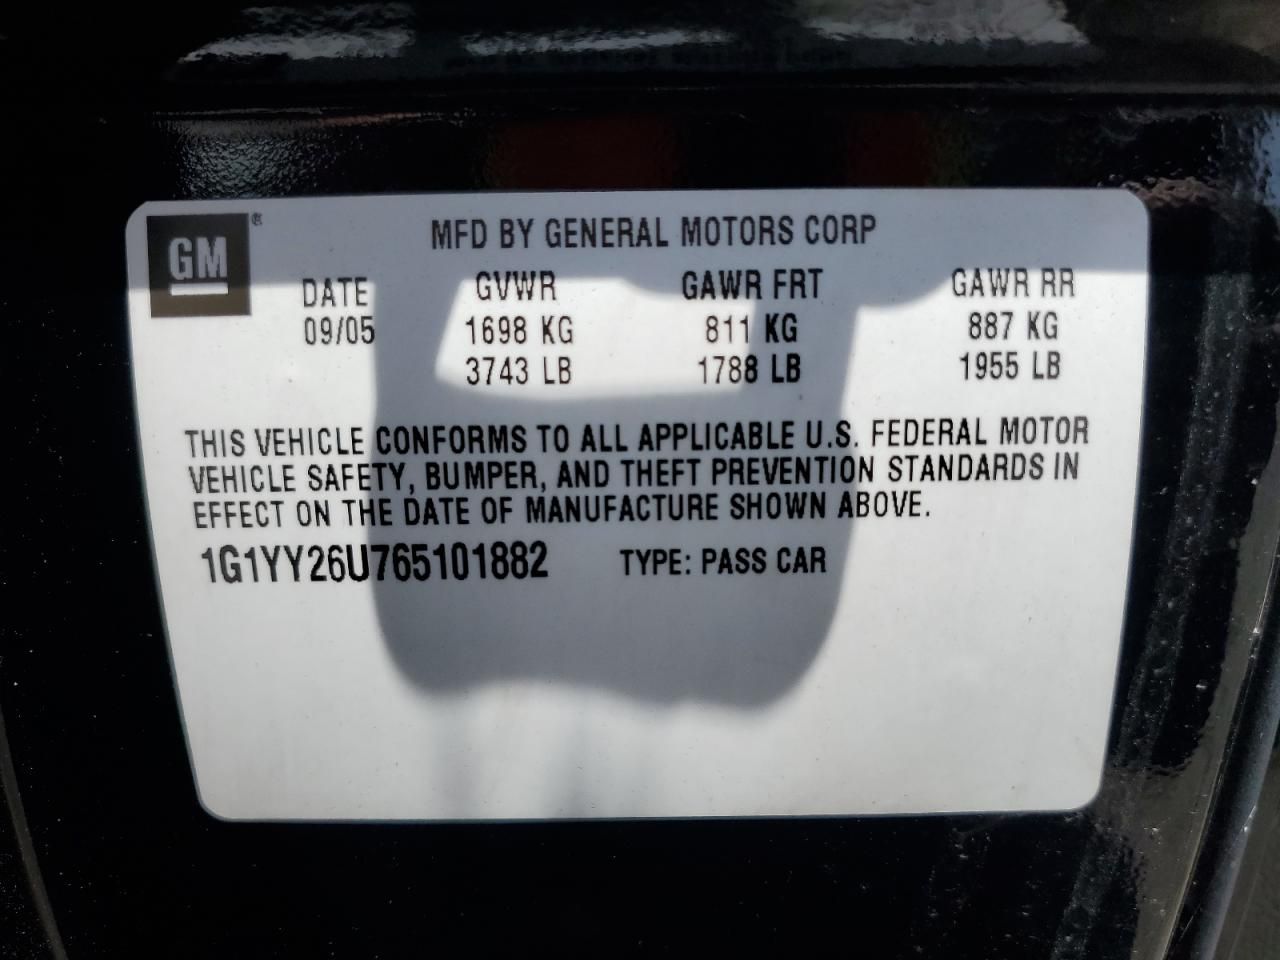 GM ®
MFD BY GENERAL MOTORS CORP
DATE GVWR GAWR FRT GAWR RR
09/05 1698 KG 811 KG 887 KG
3743 LB 1788 LB 1955 LB
THIS VEHICLE CONFORMS TO ALL APPLICABLE U.S. FEDERAL MOTOR
VEHICLE SAFETY, BUMPER, AND THEFT PREVENTION STANDARDS IN
EFFECT ON THE DATE OF MANUFACTURE SHOWN ABOVE.
1G1YY26U765101882 TYPE: PASS CAR